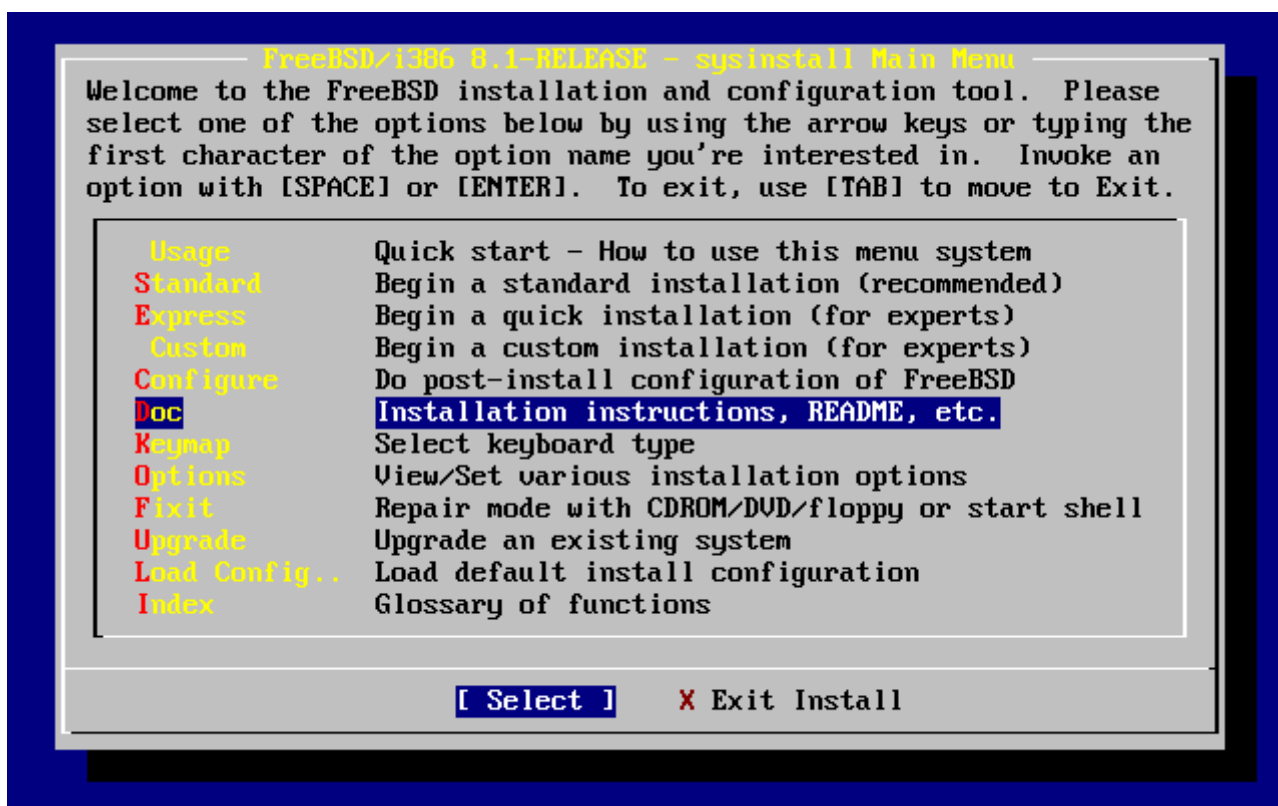 FreeBSD/i386 8.1-RELEASE - sysinstall Main Menu
Welcome to the FreeBSD installation and configuration tool.  Please
select one of the options below by using the arrow keys or typing the
first character of the option name you're interested in.  Invoke an
option with [SPACE] or [ENTER].  To exit, use [TAB] to move to Exit.
Usage Quick start - How to use this menu system
Standard Begin a standard installation (recommended)
Express Begin a quick installation (for experts)
Custom Begin a custom installation (for experts)
Configure Do post-install configuration of FreeBSD
Doc Installation instructions, README, etc.
Keymap Select keyboard type
Options View/Set various installation options
Fixit Repair mode with CDROM/DVD/floppy or start shell
Upgrade Upgrade an existing system
Load Config.. Load default install configuration
Index Glossary of functions
[ Select ] X Exit Install